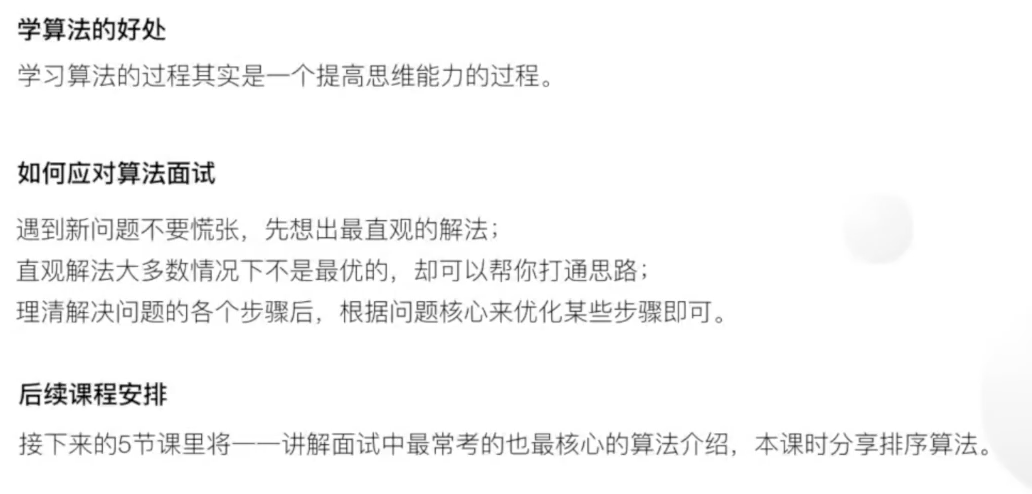 学算法的好处
学习算法的过程其实是一个提高思维能力的过程。
如何应对算法面试
遇到新问题不要慌张，先想出最直观的解法；
直观解法大多数情况下不是最优的，却可以帮你打通思路；
理清解决问题的各个步骤后，根据问题核心来优化某些步骤即可。
后续课程安排
接下来的5节课里将一一讲解面试中最常考的也最核心的算法介绍，本课时分享排序算法。